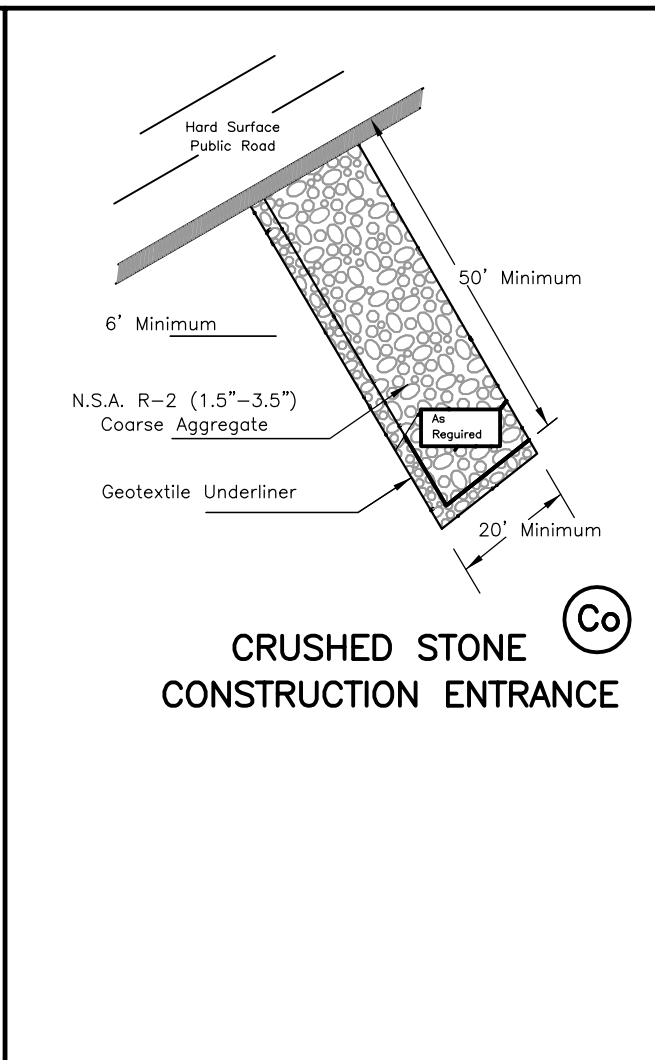 Hard Surface
Public Road
50' Minimum
6' Minimum
N.S.A. R-2 (1.5"-3.5")
Coarse Aggregate
As
Reguired
Geotextile Underliner
20' Minimum
Co
CRUSHED STONE
CONSTRUCTION ENTRANCE